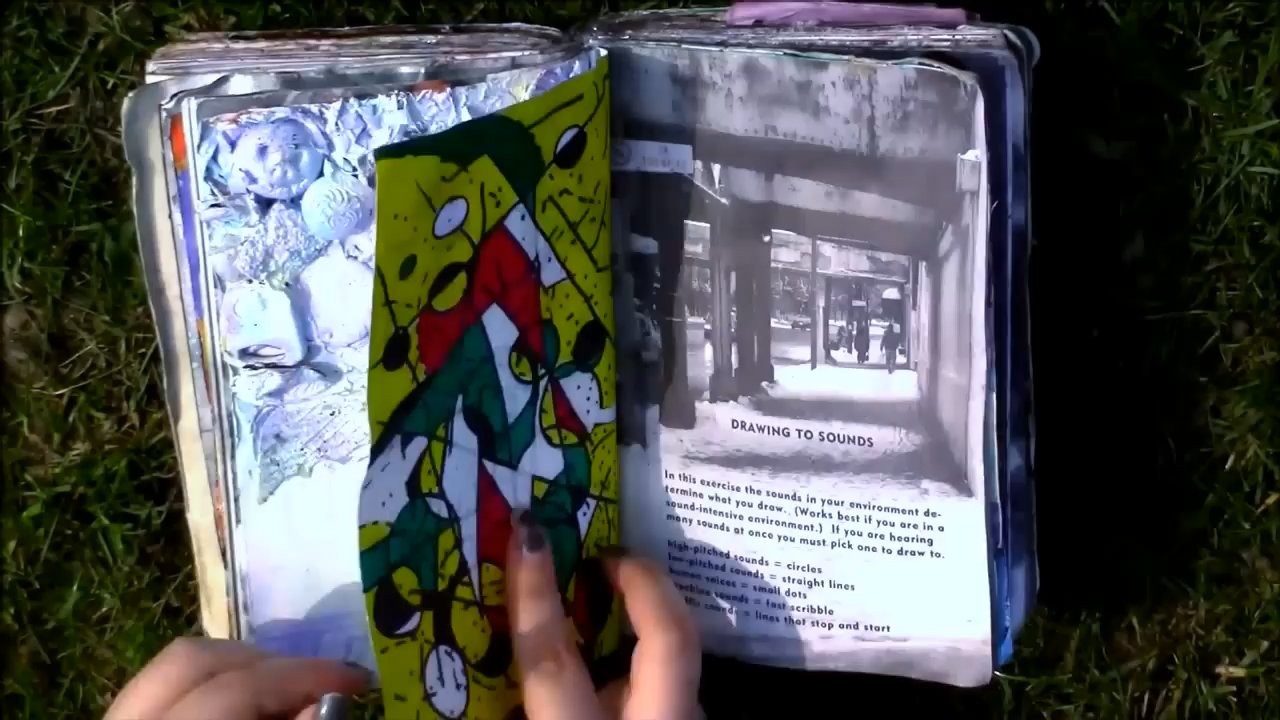 DRAWING TO SOUNDS
In this exercise the sounds in your environment de-
termine what you draw. (Works best if you are in a
sound-intensive environment.) If you are hearing
many sounds at once you must pick one to draw to.
high-pitched sounds = circles
low-pitched sounds = straight lines
human voices = small dots
machine sounds = fast scribble
sounds = lines that stop and start